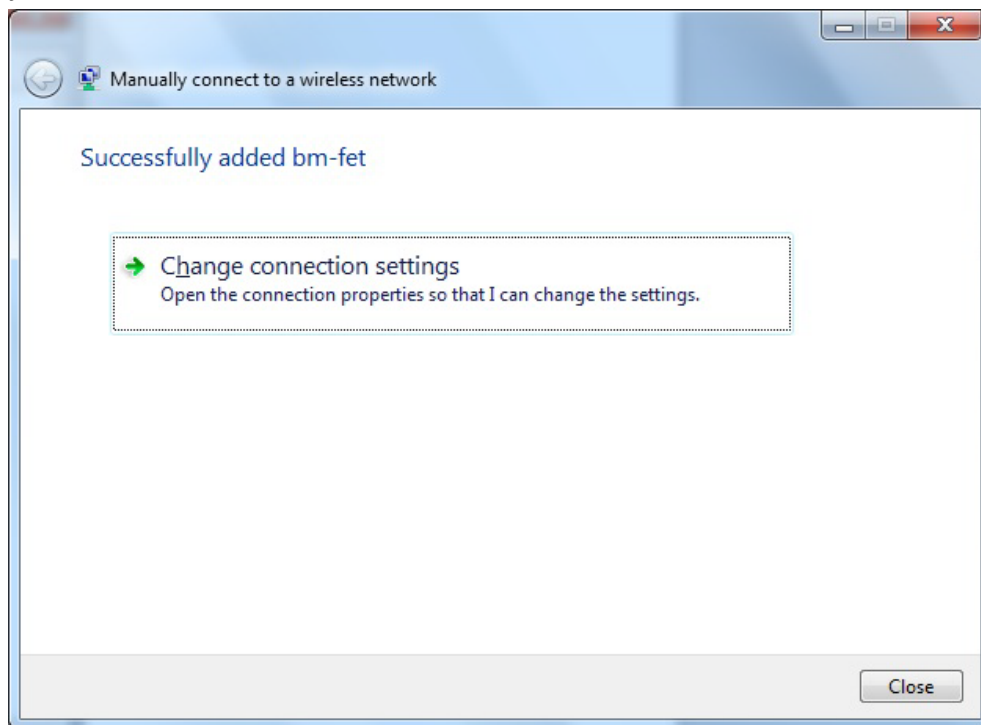 Manually connect to a wireless network
Successfully added bm-fet
Change connection settings
Open the connection properties so that I can change the settings.
Close